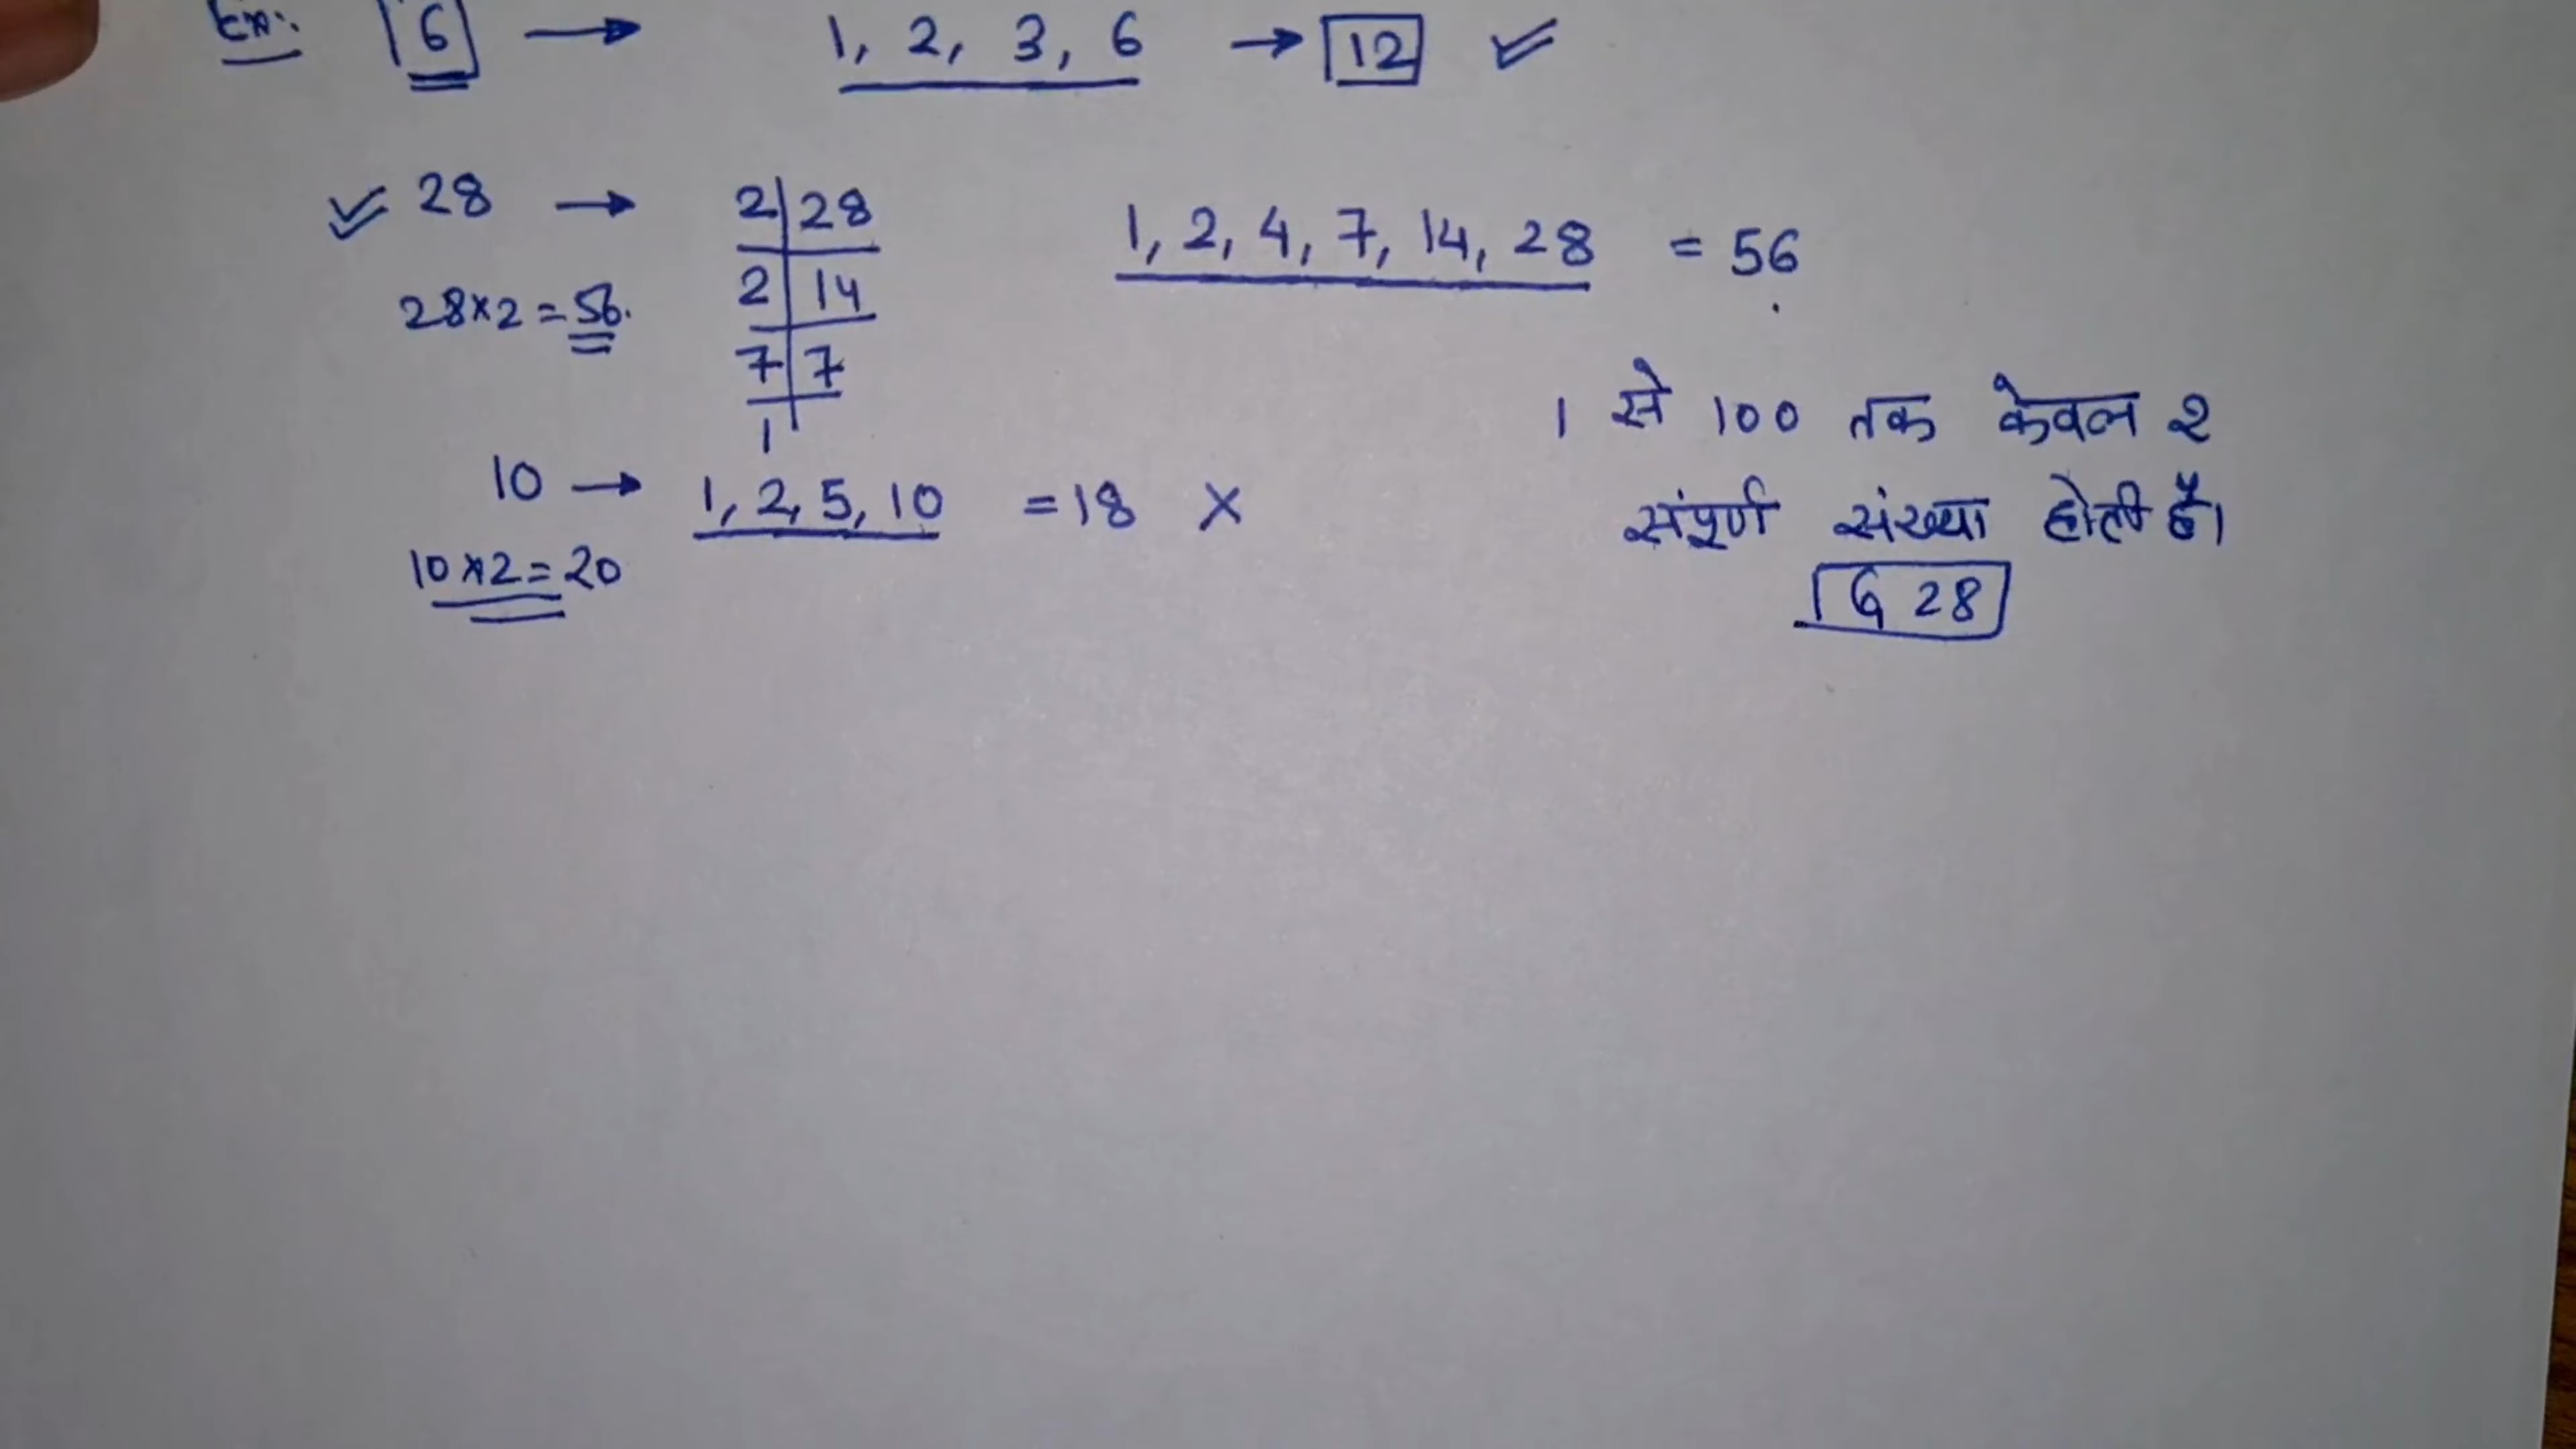 Ex:- 6 → 1, 2, 3, 6 → 12 ✓
✓ 28 → 2 | 28 1, 2, 4, 7, 14, 28 = 56
28×2 = 56. 2 | 14
7 | 7
1
10 → 1, 2, 5, 10 = 18 ×
10×2 = 20
1 से 100 तक केवल 2
संपूर्ण संख्या होती है।
6 28